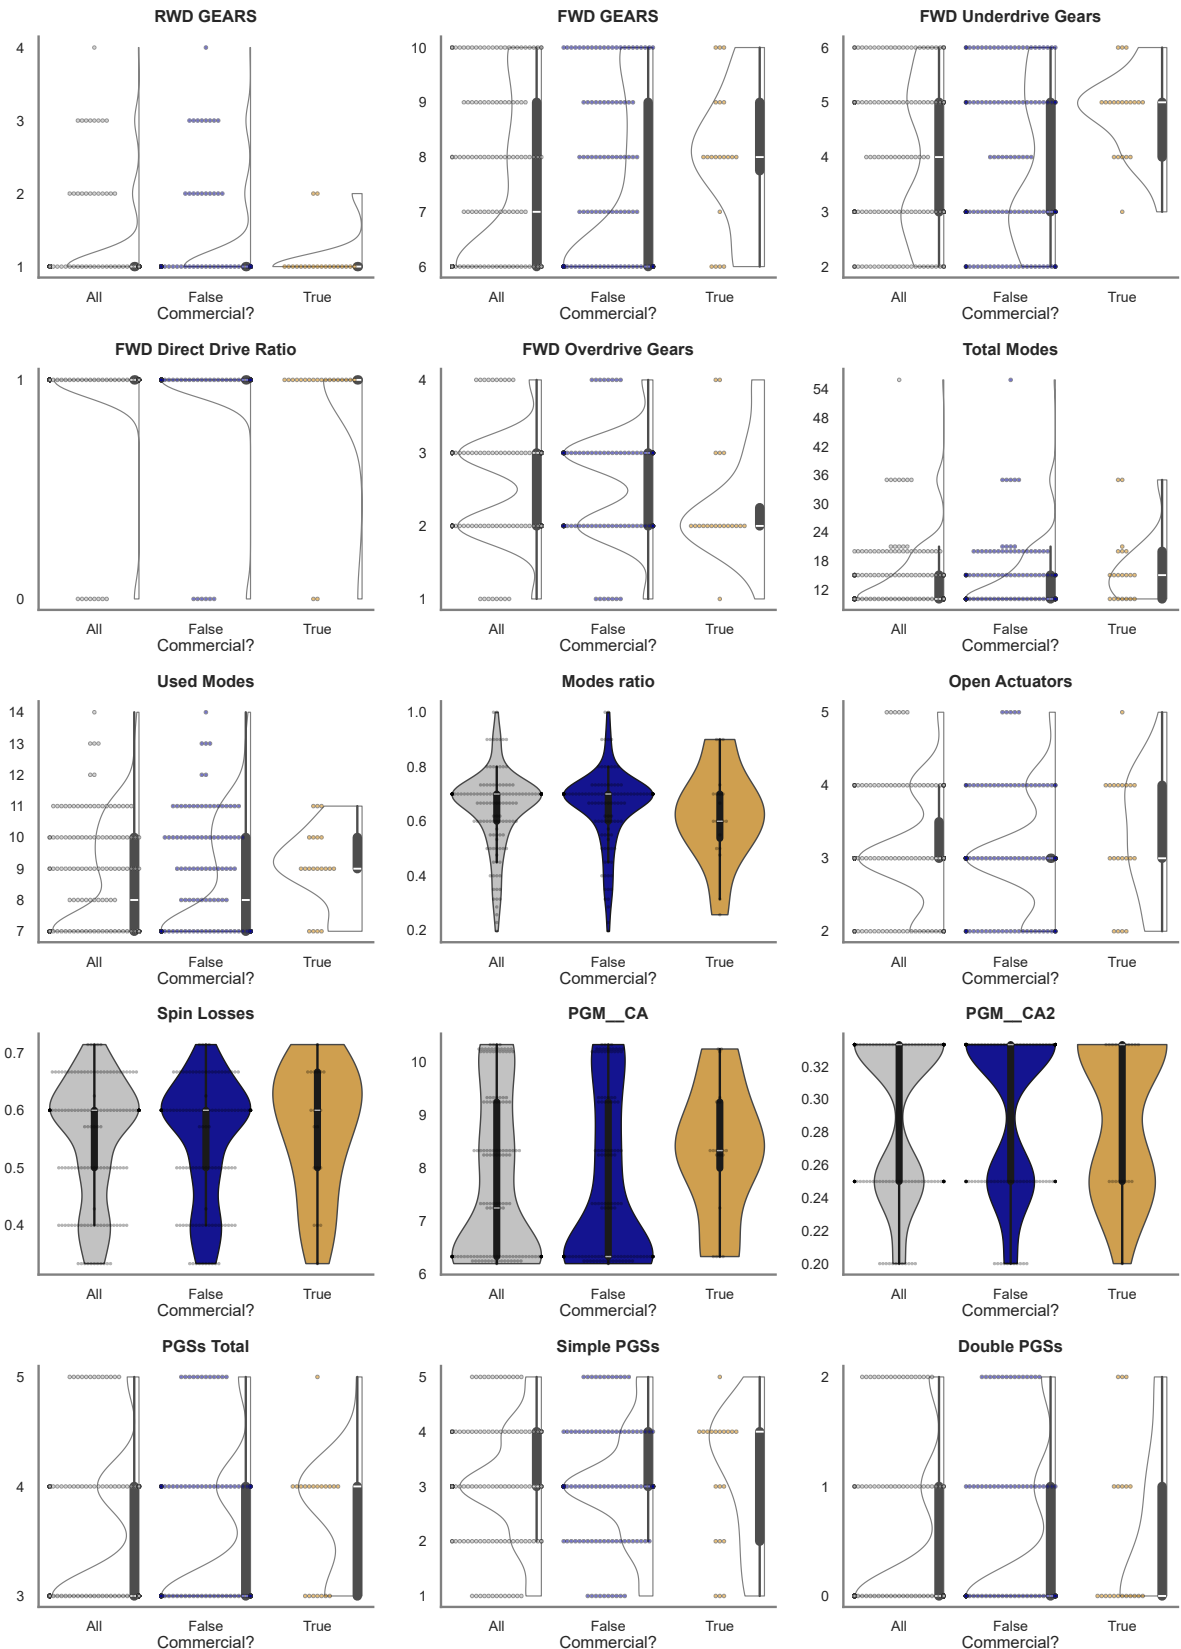 RWD GEARS
FWD GEARS
FWD Underdrive Gears
4
3
2
1
10
9
8
7
6
6
5
4
3
2
All
False
True
All
False
True
All
False
True
Commercial?
Commercial?
Commercial?
FWD Direct Drive Ratio
FWD Overdrive Gears
Total Modes
1
0
4
3
2
1
54
48
42
36
30
24
18
12
All
False
True
All
False
True
All
False
True
Commercial?
Commercial?
Commercial?
Used Modes
Modes ratio
Open Actuators
14
13
12
11
10
9
8
7
1.0
0.8
0.6
0.4
0.2
5
4
3
2
All
False
True
All
False
True
All
False
True
Commercial?
Commercial?
Commercial?
Spin Losses
PGM__CA
PGM__CA2
0.7
0.6
0.5
0.4
10
9
8
7
6
0.32
0.30
0.28
0.26
0.24
0.22
0.20
All
False
True
All
False
True
All
False
True
Commercial?
Commercial?
Commercial?
PGSs Total
Simple PGSs
Double PGSs
5
4
3
5
4
3
2
1
2
1
0
All
False
True
All
False
True
All
False
True
Commercial?
Commercial?
Commercial?